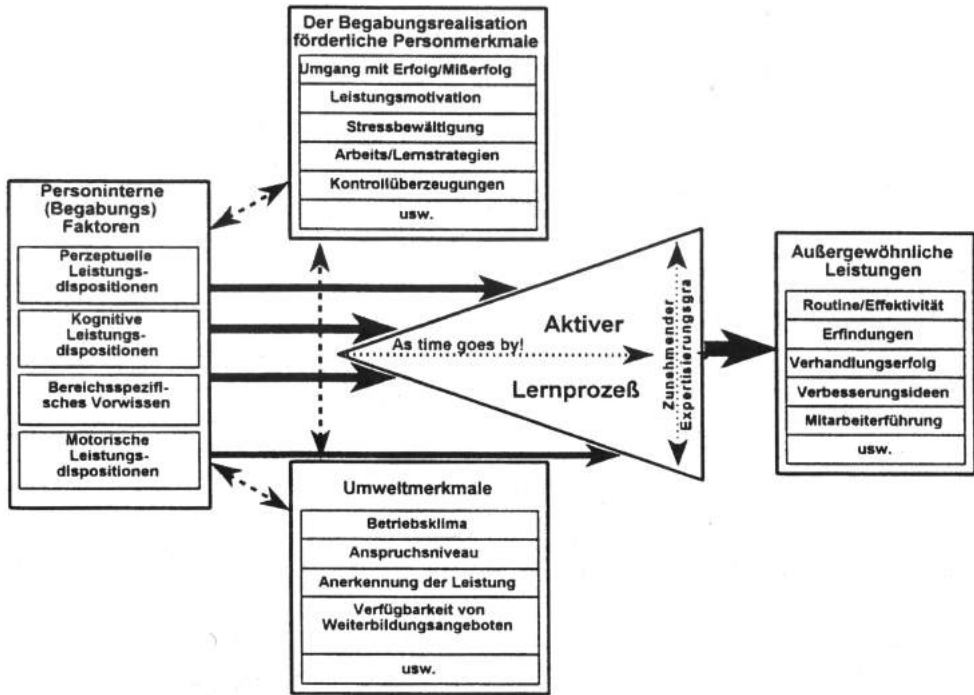 Der Begabungsrealisation
förderliche Personmerkmale
Umgang mit Erfolg/Mißerfolg
Leistungsmotivation
Stressbewältigung
Arbeits/Lernstrategien
Kontrollüberzeugungen
usw.
Personinterne
(Begabungs)
Faktoren
Perzeptuelle
Leistungs-
dispositionen
Kognitive
Leistungs-
dispositionen
Bereichsspezifi-
sches Vorwissen
Motorische
Leistungs-
dispositionen
Aktiver
As time goes by!
Lernprozeß
Zunehmender
Expertisierungsgra
Außergewöhnliche
Leistungen
Routine/Effektivität
Erfindungen
Verhandlungserfolg
Verbesserungsideen
Mitarbeiterführung
usw.
Umweltmerkmale
Betriebsklima
Anspruchsniveau
Anerkennung der Leistung
Verfügbarkeit von
Weiterbildungsangeboten
usw.